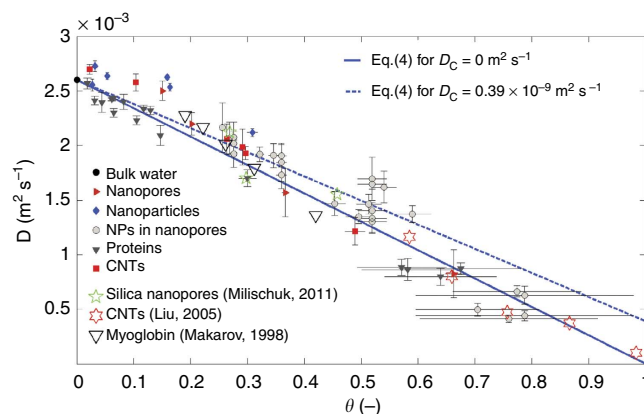 × 10⁻³
3
2.5
2
1.5
1
0.5
D (m² s⁻¹)
Eq.(4) for D_C = 0 m² s⁻¹
Eq.(4) for D_C = 0.39 × 10⁻⁹ m² s⁻¹
Bulk water
Nanopores
Nanoparticles
NPs in nanopores
Proteins
CNTs
Silica nanopores (Milischuk, 2011)
CNTs (Liu, 2005)
Myoglobin (Makarov, 1998)
0 0.1 0.2 0.3 0.4 0.5 0.6 0.7 0.8 0.9 1
θ (–)